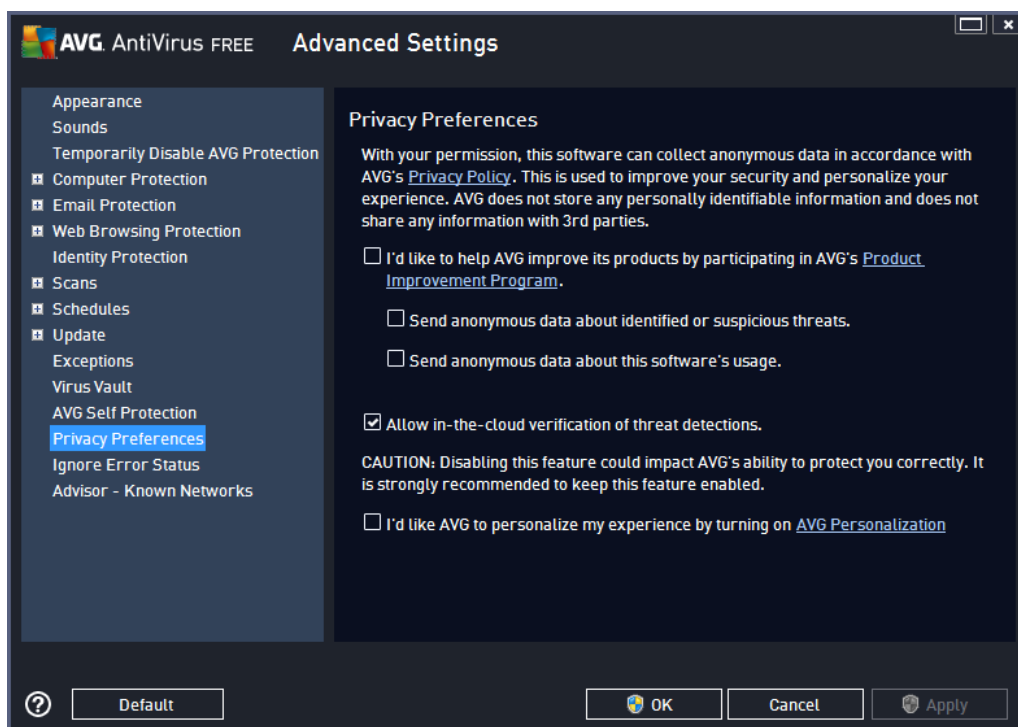 AVG. AntiVirus FREE Advanced Settings
Appearance
Sounds
Temporarily Disable AVG Protection
Computer Protection
Email Protection
Web Browsing Protection
Identity Protection
Scans
Schedules
Update
Exceptions
Virus Vault
AVG Self Protection
Privacy Preferences
Ignore Error Status
Advisor - Known Networks
Privacy Preferences
With your permission, this software can collect anonymous data in accordance with
AVG's Privacy Policy. This is used to improve your security and personalize your
experience. AVG does not store any personally identifiable information and does not
share any information with 3rd parties.
I'd like to help AVG improve its products by participating in AVG's Product
Improvement Program.
Send anonymous data about identified or suspicious threats.
Send anonymous data about this software's usage.
Allow in-the-cloud verification of threat detections.
CAUTION: Disabling this feature could impact AVG's ability to protect you correctly. It
is strongly recommended to keep this feature enabled.
I'd like AVG to personalize my experience by turning on AVG Personalization
? Default OK Cancel Apply